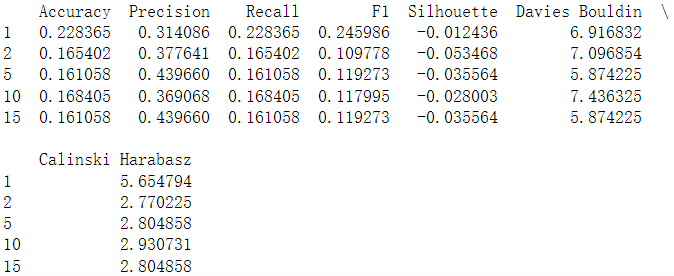 Accuracy Precision Recall F1 Silhouette Davies Bouldin \
1 0.228365 0.314086 0.228365 0.245986 -0.012436 6.916832
2 0.165402 0.377641 0.165402 0.109778 -0.053468 7.096854
5 0.161058 0.439660 0.161058 0.119273 -0.035564 5.874225
10 0.168405 0.369068 0.168405 0.117995 -0.028003 7.436325
15 0.161058 0.439660 0.161058 0.119273 -0.035564 5.874225
Calinski Harabasz
1 5.654794
2 2.770225
5 2.804858
10 2.930731
15 2.804858